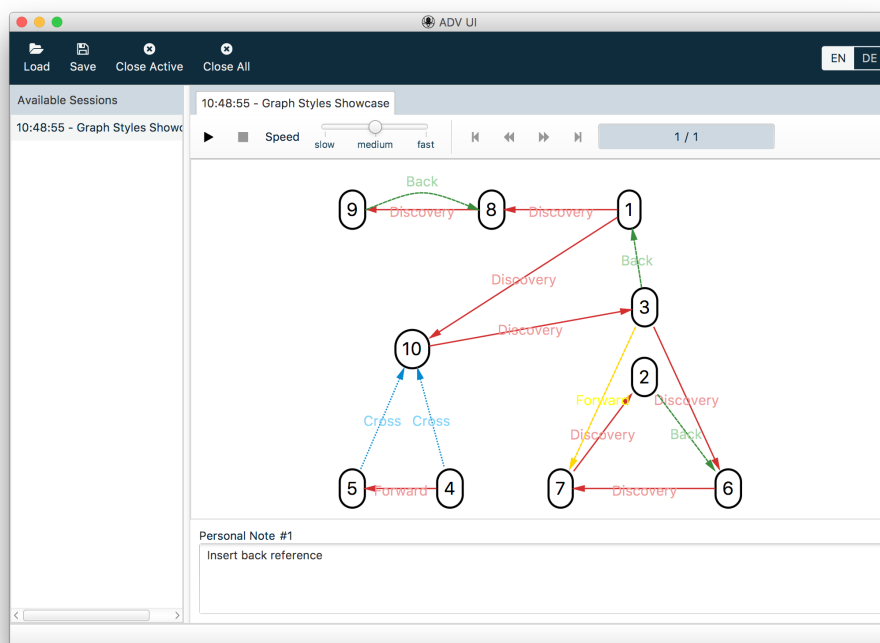 ADV UI
Load Save Close Active Close All EN DE
Available Sessions
10:48:55 - Graph Styles Showc
10:48:55 - Graph Styles Showcase
Speed slow medium fast 1 / 1
Back
9 Discovery 8 Discovery 1
Back
Discovery
3
Discovery
10
2
Forward Discovery
Cross Cross
Discovery Back
5 Forward 4 7 Discovery 6
Personal Note #1
Insert back reference